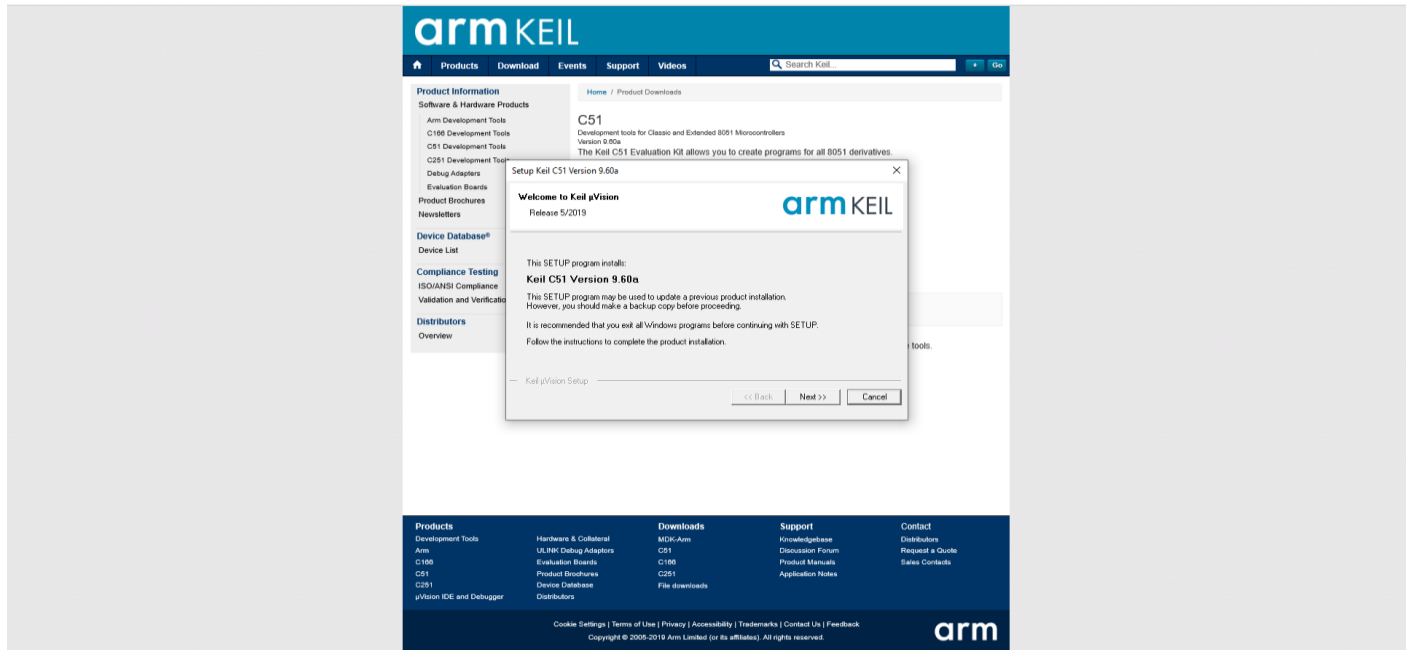 arm KEIL
Products Download Events Support Videos Search Keil... Go
Product Information
Software & Hardware Products
Arm Development Tools
C166 Development Tools
C51 Development Tools
C251 Development Tools
Debug Adapters
Evaluation Boards
Product Brochures
Newsletters
Device Database®
Device List
Compliance Testing
ISO/ANSI Compliance
Validation and Verificatio
Distributors
Overview
Home / Product Downloads
C51
Development tools for Classic and Extended 8051 Microcontrollers
Version 9.60a
The Keil C51 Evaluation Kit allows you to create programs for all 8051 derivatives.
tools.
Setup Keil C51 Version 9.60a
Welcome to Keil µVision
Release 5/2019
arm KEIL
This SETUP program installs:
Keil C51 Version 9.60a
This SETUP program may be used to update a previous product installation.
However, you should make a backup copy before proceeding.
It is recommended that you exit all Windows programs before continuing with SETUP.
Follow the instructions to complete the product installation.
Keil µVision Setup
<< Back Next >> Cancel
Products
Development Tools
Arm
C166
C51
C251
µVision IDE and Debugger
Hardware & Collateral
ULINK Debug Adaptors
Evaluation Boards
Product Brochures
Device Database
Distributors
Downloads
MDK-Arm
C51
C166
C251
File downloads
Support
Knowledgebase
Discussion Forum
Product Manuals
Application Notes
Contact
Distributors
Request a Quote
Sales Contacts
Cookie Settings | Terms of Use | Privacy | Accessibility | Trademarks | Contact Us | Feedback
Copyright © 2005-2019 Arm Limited (or its affiliates). All rights reserved.
arm